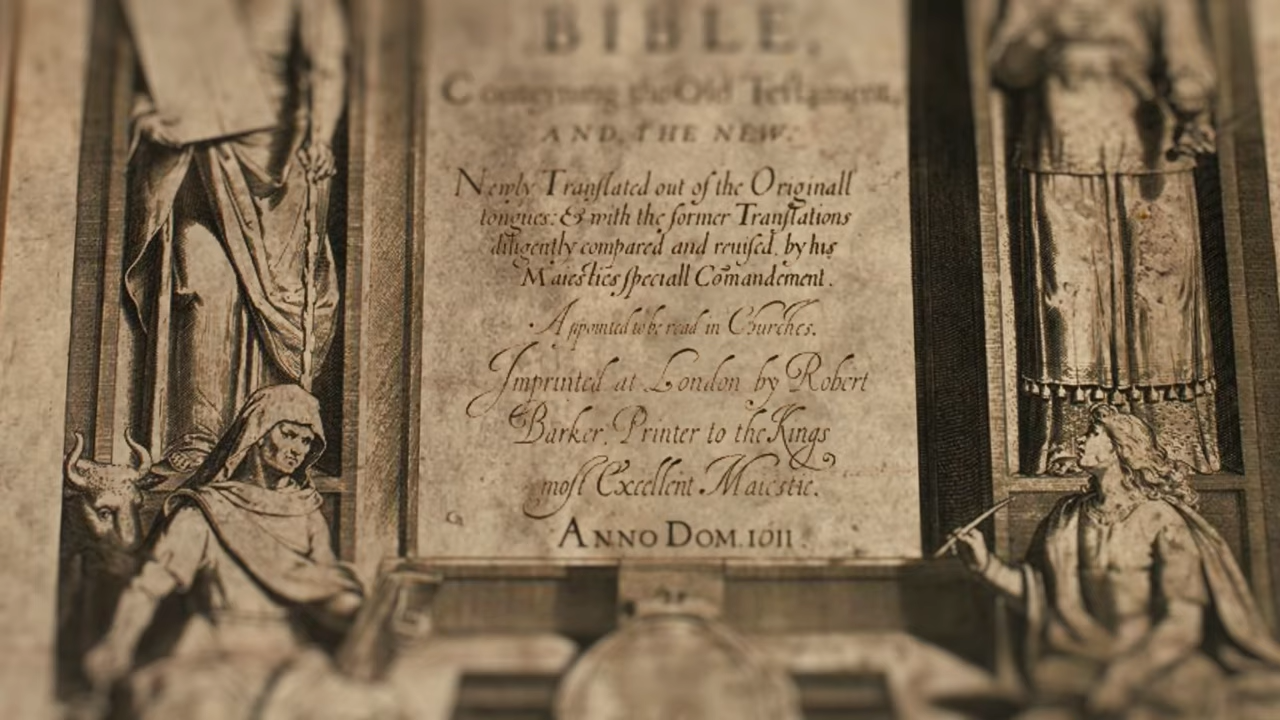 BIBLE,
Conteyning the Old Teſtament,
AND THE NEW:
Newly Tranſlated out of the Originall
tongues: & with the former Tranſlations
diligently compared and reuiſed, by his
Maiesties ſpeciall Com̃andement.
Appointed to be read in Churches.
Imprinted at London by Robert
Barker, Printer to the Kings
moſt Excellent Maiestie.
ANNO DOM. 1611.